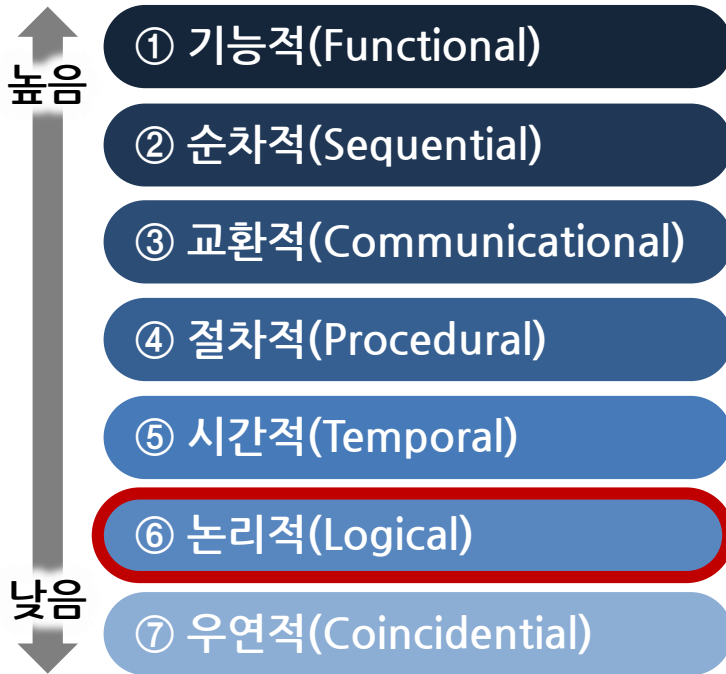 높음
① 기능적(Functional)
② 순차적(Sequential)
③ 교환적(Communicational)
④ 절차적(Procedural)
⑤ 시간적(Temporal)
⑥ 논리적(Logical)
낮음
⑦ 우연적(Coincidential)